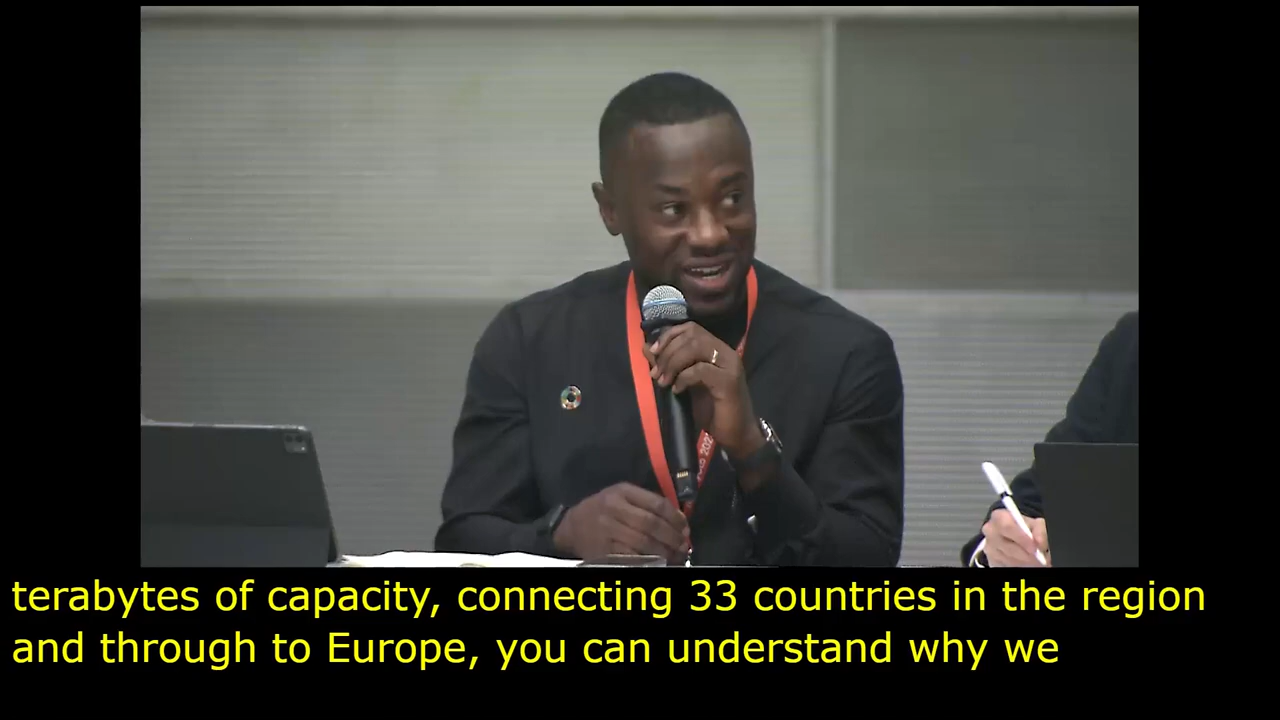 terabytes of capacity, connecting 33 countries in the region
and through to Europe, you can understand why we